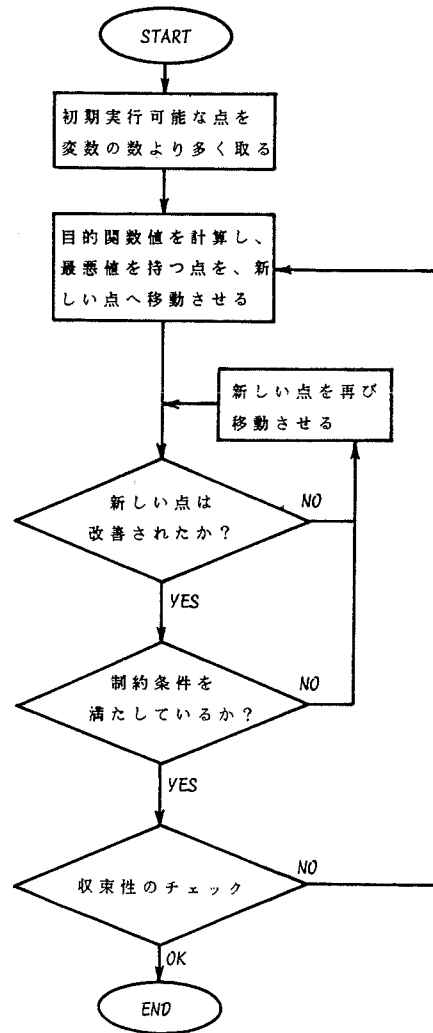 START
初期実行可能な点を
変数の数より多く取る
目的関数値を計算し、
最悪値を持つ点を、新
しい点へ移動させる
新しい点を再び
移動させる
新しい点は
改善されたか？
NO
YES
制約条件を
満たしているか？
NO
YES
収束性のチェック
NO
OK
END